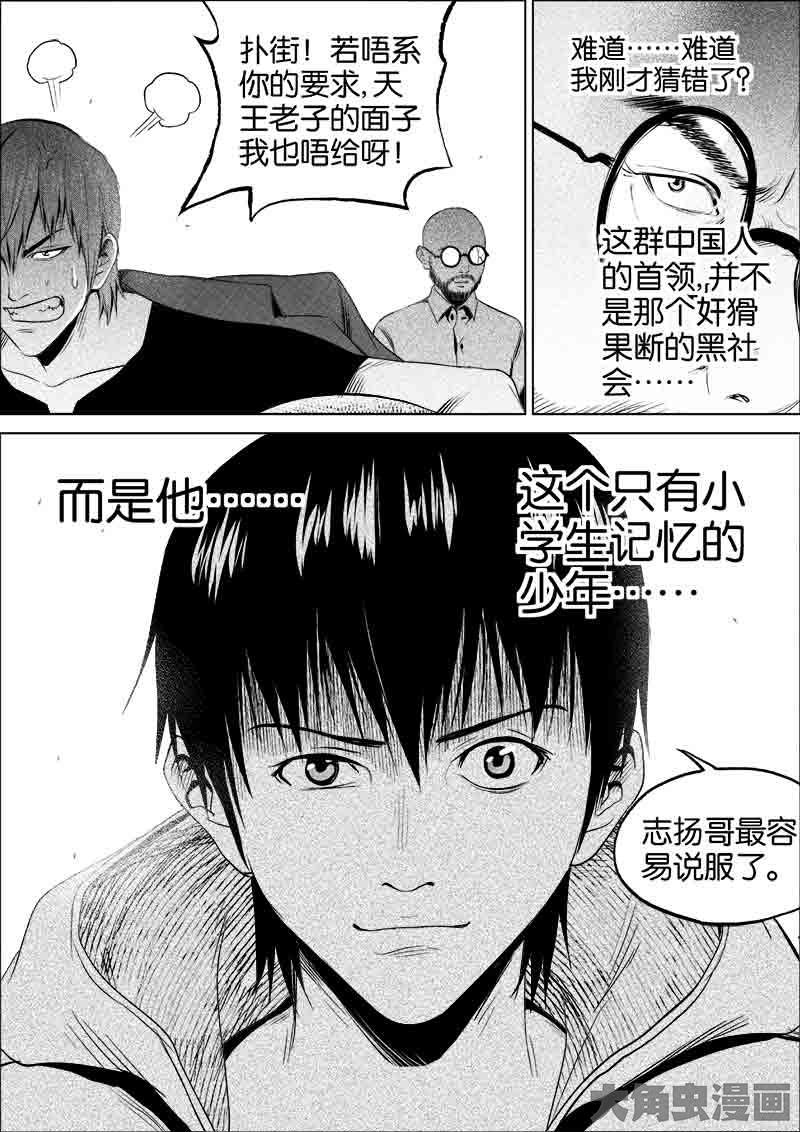 扑街！若唔系
你的要求,天
王老子的面子
我也唔给呀！
难道……难道
我刚才猜错了？
这群中国人
的首领,并不
是那个奸猾
果断的黑社
会……
而是他……
这个只有小
学生记忆的
少年……
志扬哥最容
易说服了。
大角虫漫画